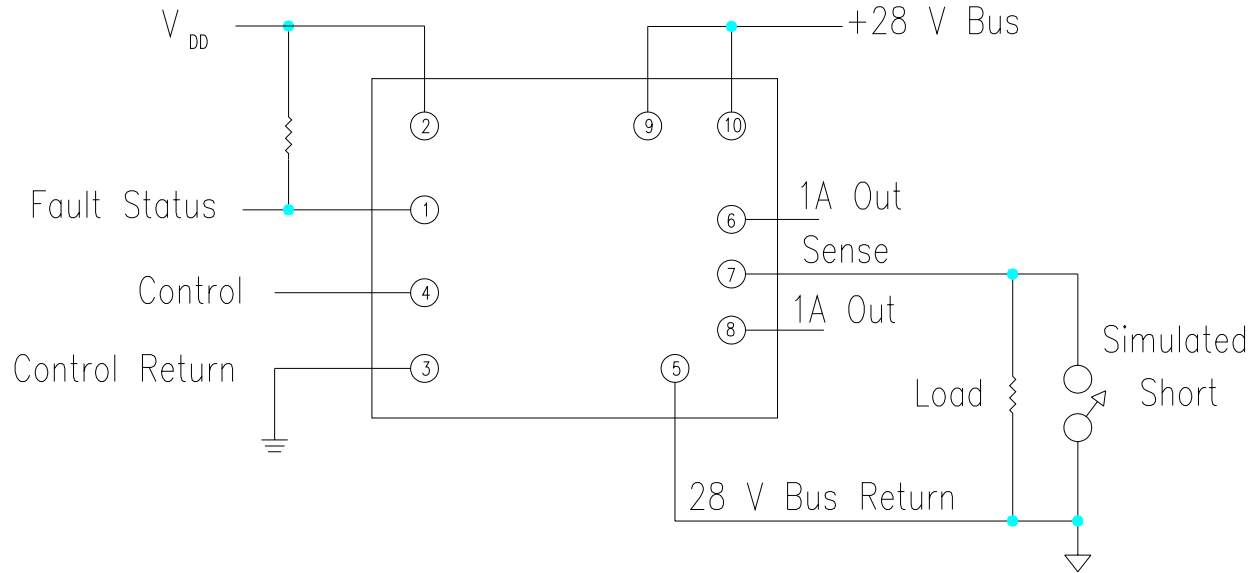 V DD
+28 V Bus
2
9
10
Fault Status
1
1A Out
6
Sense
7
Control
4
1A Out
8
Control Return
3
5
Load
Simulated
Short
28 V Bus Return